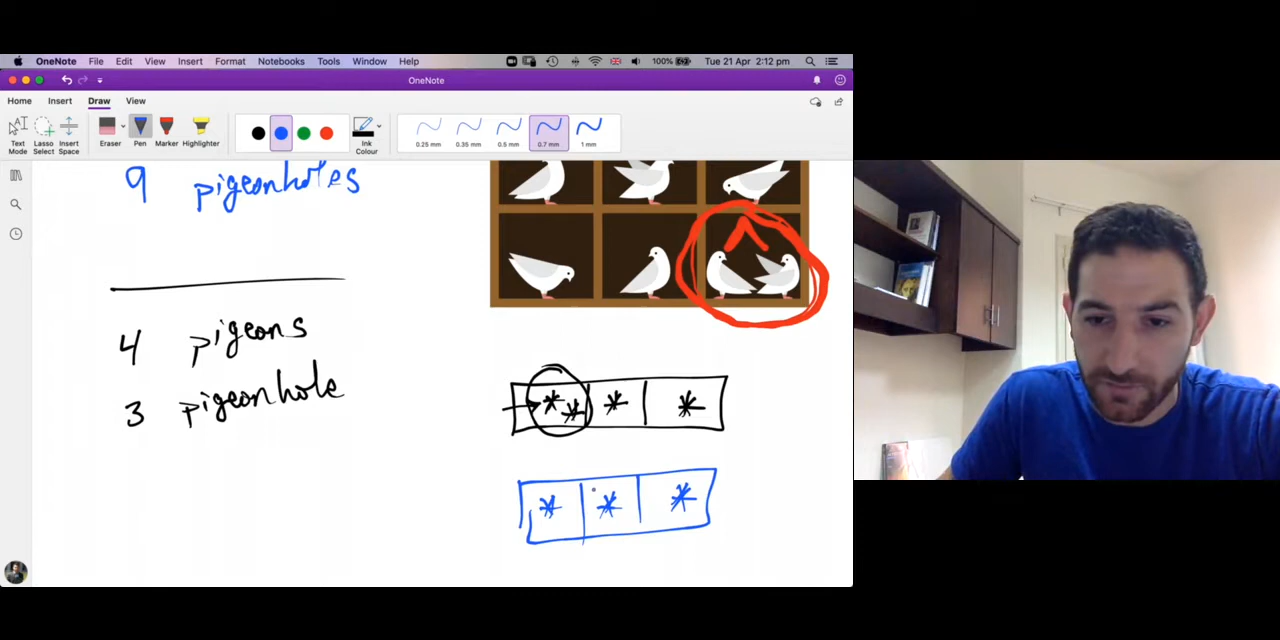 OneNote File Edit View Insert Format Notebooks Tools Window Help 100% Tue 21 Apr 2:12 pm
OneNote
Home Insert Draw View
Text Mode Lasso Select Insert Space Eraser Pen Marker Highlighter Ink Colour 0.25 mm 0.35 mm 0.5 mm 0.7 mm 1 mm
9 pigeonholes
4 pigeons
3 pigeonhole